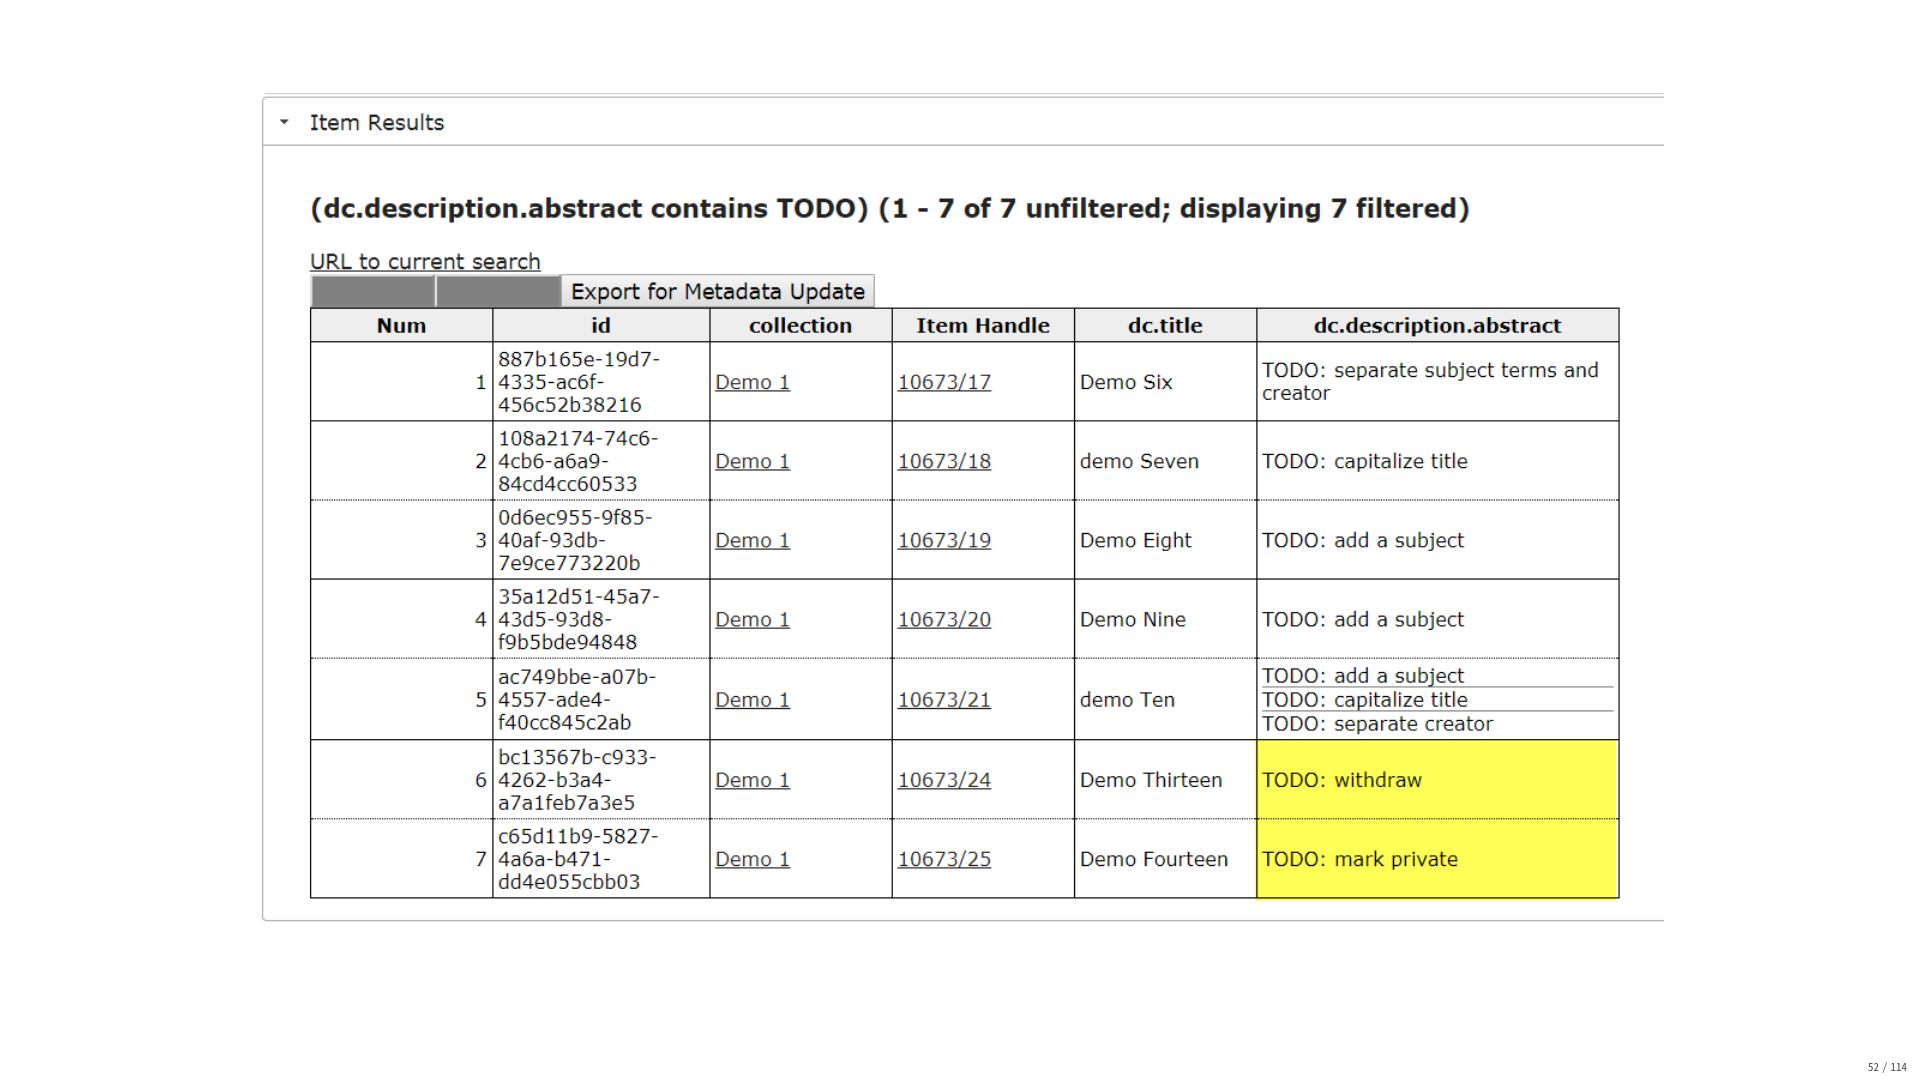 Item Results
(dc.description.abstract contains TODO) (1 - 7 of 7 unfiltered; displaying 7 filtered)
URL to current search
Export for Metadata Update
Num id collection Item Handle dc.title dc.description.abstract
1 887b165e-19d7-4335-ac6f-456c52b38216 Demo 1 10673/17 Demo Six TODO: separate subject terms and creator
2 108a2174-74c6-4cb6-a6a9-84cd4cc60533 Demo 1 10673/18 demo Seven TODO: capitalize title
3 0d6ec955-9f85-40af-93db-7e9ce773220b Demo 1 10673/19 Demo Eight TODO: add a subject
4 35a12d51-45a7-43d5-93d8-f9b5bde94848 Demo 1 10673/20 Demo Nine TODO: add a subject
5 ac749bbe-a07b-4557-ade4-f40cc845c2ab Demo 1 10673/21 demo Ten TODO: add a subject
TODO: capitalize title
TODO: separate creator
6 bc13567b-c933-4262-b3a4-a7a1feb7a3e5 Demo 1 10673/24 Demo Thirteen TODO: withdraw
7 c65d11b9-5827-4a6a-b471-dd4e055cbb03 Demo 1 10673/25 Demo Fourteen TODO: mark private
52 / 114